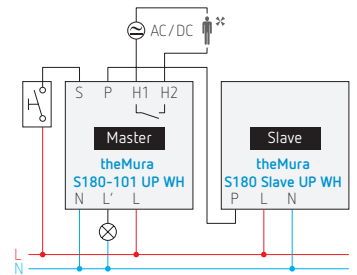 AC/DC
S P H1 H2
Master
theMura
S180-101 UP WH
N L' L
Slave
theMura
S180 Slave UP WH
P L N
L
N